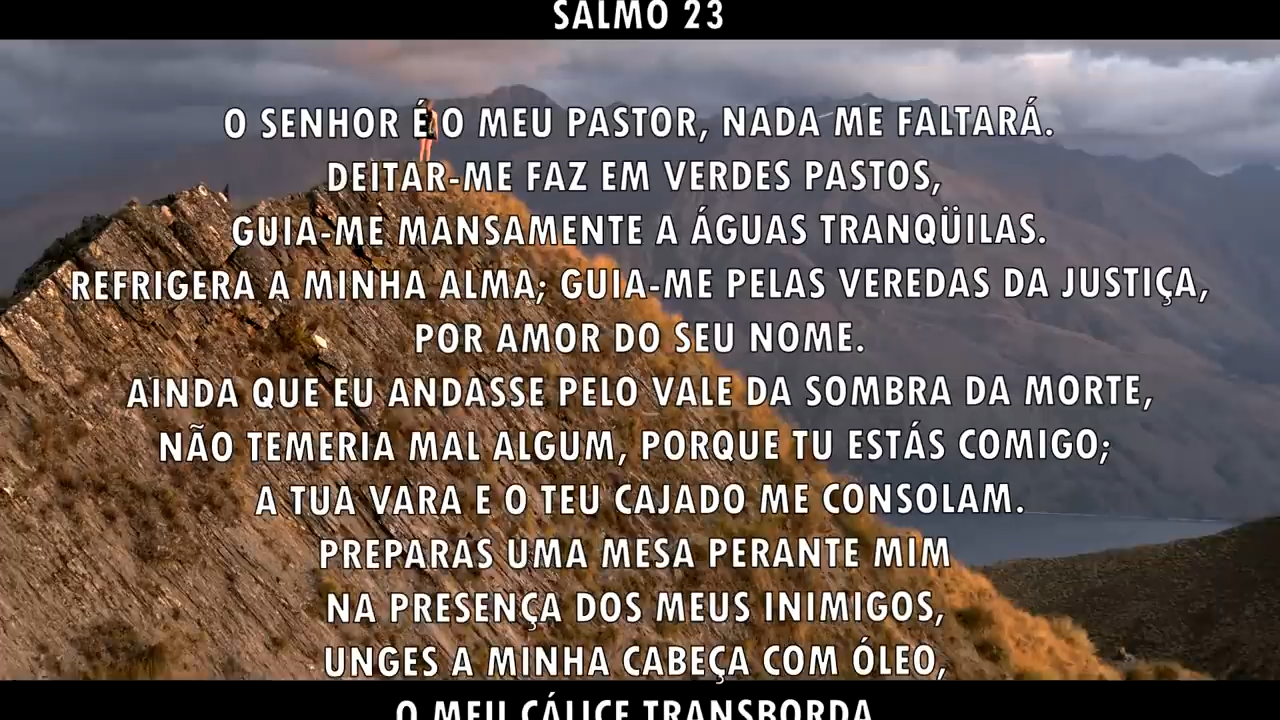 SALMO 23
O SENHOR É O MEU PASTOR, NADA ME FALTARÁ.
DEITAR-ME FAZ EM VERDES PASTOS,
GUIA-ME MANSAMENTE A ÁGUAS TRANQÜILAS.
REFRIGERA A MINHA ALMA; GUIA-ME PELAS VEREDAS DA JUSTIÇA,
POR AMOR DO SEU NOME.
AINDA QUE EU ANDASSE PELO VALE DA SOMBRA DA MORTE,
NÃO TEMERIA MAL ALGUM, PORQUE TU ESTÁS COMIGO;
A TUA VARA E O TEU CAJADO ME CONSOLAM.
PREPARAS UMA MESA PERANTE MIM
NA PRESENÇA DOS MEUS INIMIGOS,
UNGES A MINHA CABEÇA COM ÓLEO,
O MEU CÁLICE TRANSBORDA